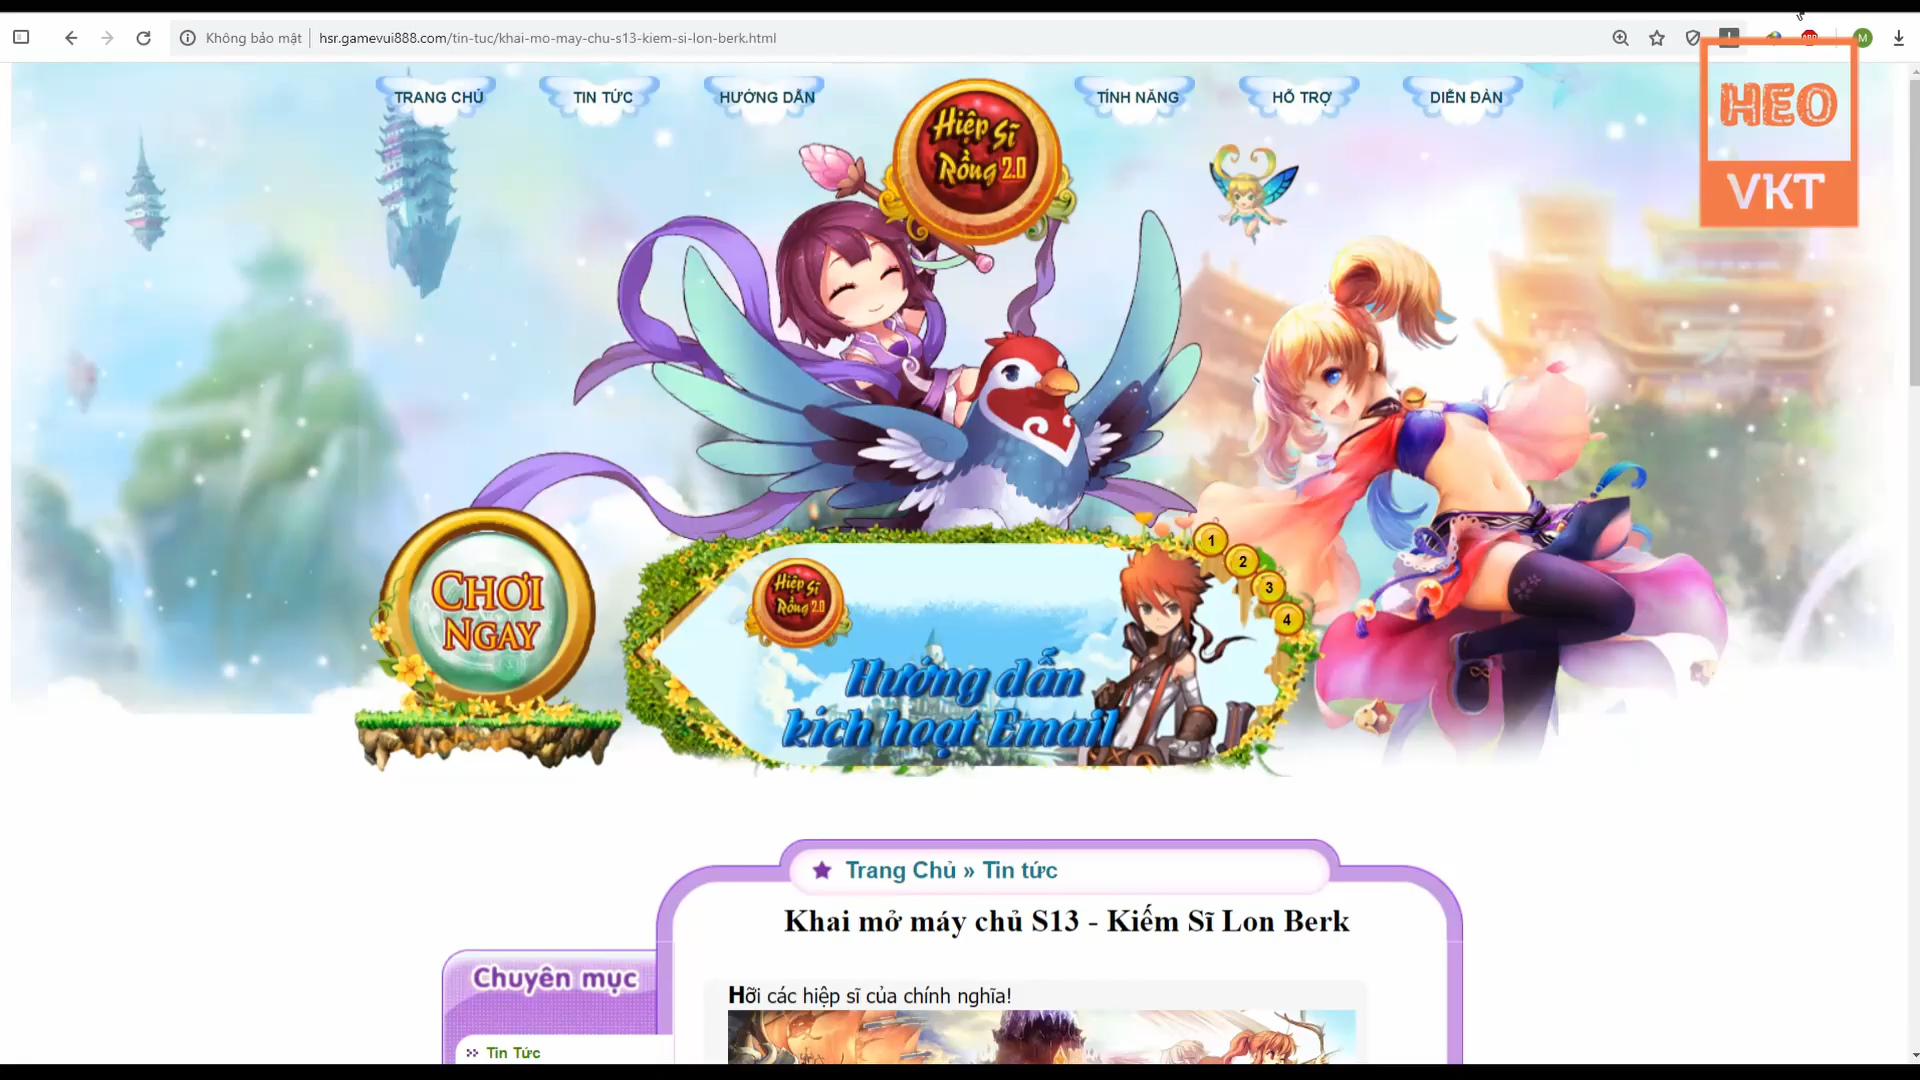 Không bảo mật
hsr.gamevui888.com/tin-tuc/khai-mo-may-chu-s13-kiem-si-lon-berk.html
M
TRANG CHỦ
TIN TỨC
HƯỚNG DẪN
Hiệp Sĩ
Rồng 2.0
TÍNH NĂNG
HỖ TRỢ
DIỄN ĐÀN
HEO
VKT
CHƠI
NGAY
Hiệp Sĩ
Rồng 2.0
Hướng dẫn
kích hoạt Email
1
2
3
4
Trang Chủ » Tin tức
Khai mở máy chủ S13 - Kiếm Sĩ Lon Berk
Chuyên mục
Hỡi các hiệp sĩ của chính nghĩa!
Tin Tức